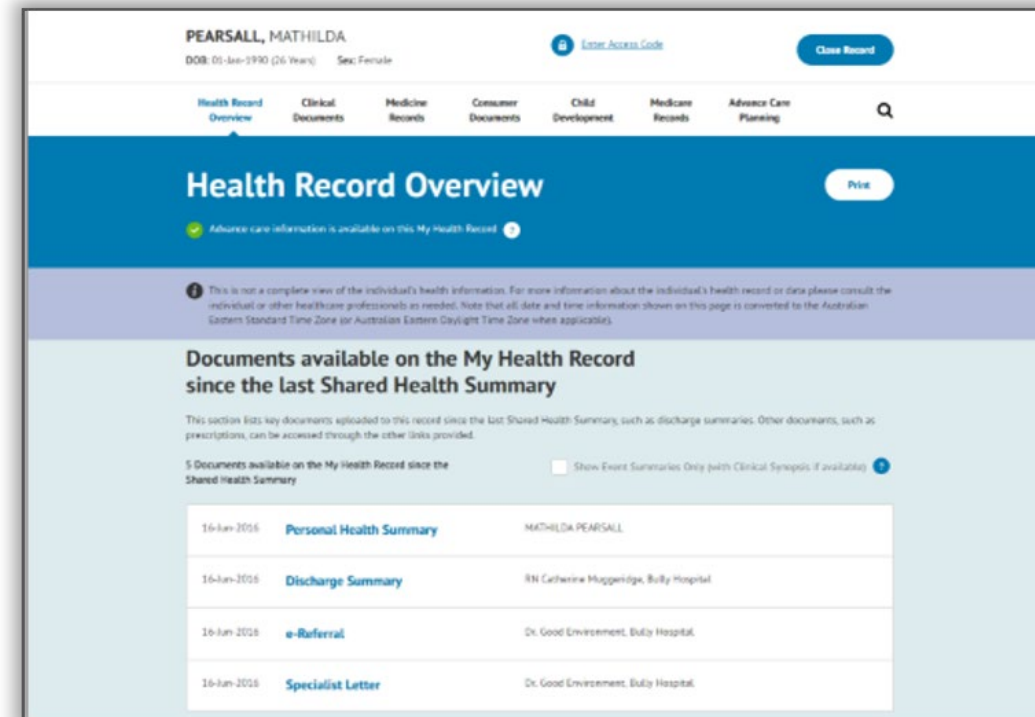 PEARSALL, MATHILDA
DOB: 01-Jan-1990 (26 Years) Sex: Female
Enter Access Code
Close Record
Health Record Overview
Clinical Documents
Medicine Records
Consumer Documents
Child Development
Medicare Records
Advance Care Planning
Health Record Overview
Print
Advance care information is available on this My Health Record ?
This is not a complete view of the individual's health information. For more information about the individual's health record or data please consult the
individual or other healthcare professionals as needed. Note that all date and time information shown on this page is converted to the Australian
Eastern Standard Time Zone (or Australian Eastern Daylight Time Zone when applicable).
Documents available on the My Health Record
since the last Shared Health Summary
This section lists key documents uploaded to this record since the last Shared Health Summary, such as discharge summaries. Other documents, such as
prescriptions, can be accessed through the other links provided.
5 Documents available on the My Health Record since the
Shared Health Summary
Show Event Summaries Only (with Clinical Synopsis if available) ?
16-Jun-2016 Personal Health Summary MATHILDA PEARSALL
16-Jun-2016 Discharge Summary RN Catherine Muggeridge, Bully Hospital
16-Jun-2016 e-Referral Dr. Good Environment, Bully Hospital
16-Jun-2016 Specialist Letter Dr. Good Environment, Bully Hospital